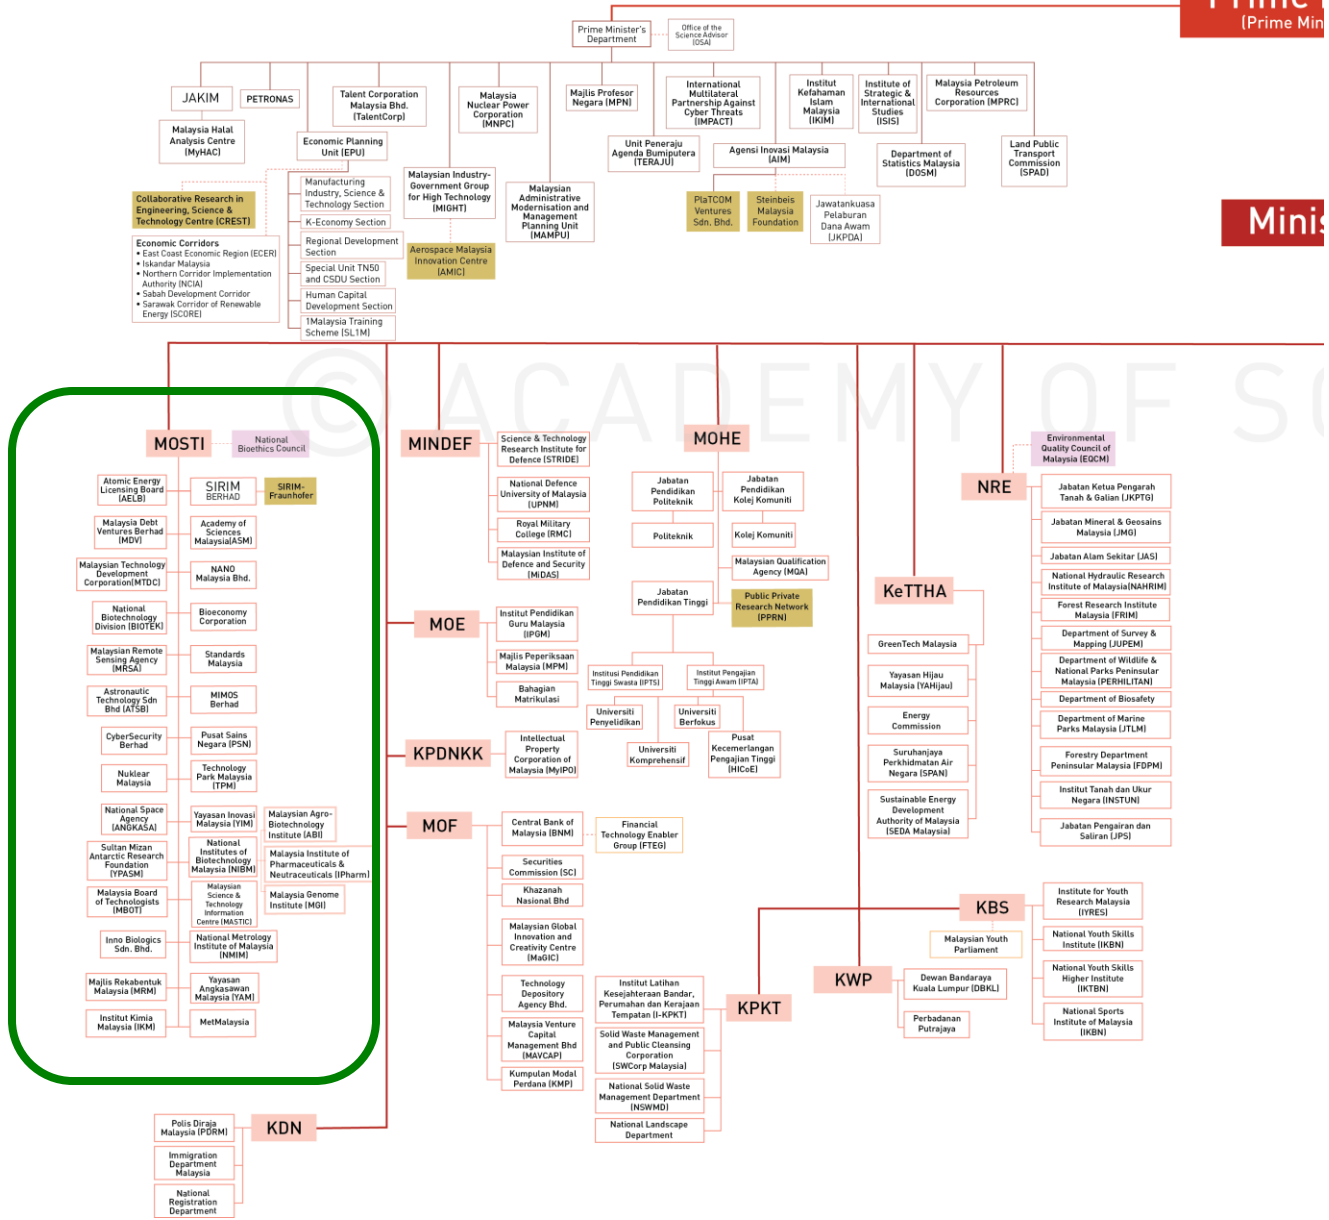 (Prime Min
Prime Minister's
Department
Office of the
Science Advisor
(OSA)
JAKIM
PETRONAS
Talent Corporation
Malaysia Bhd.
(TalentCorp)
Malaysia
Nuclear Power
Corporation
(MNPC)
Majlis Profesor
Negara (MPN)
International
Multilateral
Partnership Against
Cyber Threats
(IMPACT)
Institut
Kefahaman
Islam
Malaysia
(IKIM)
Institute of
Strategic &
International
Studies
(ISIS)
Malaysia Petroleum
Resources
Corporation (MPRC)
Malaysia Halal
Analysis Centre
(MyHAC)
Economic Planning
Unit (EPU)
Malaysian Industry-
Government Group
for High Technology
(MIGHT)
Malaysian
Administrative
Modernisation and
Management
Planning Unit
(MAMPU)
Unit Peneraju
Agenda Bumiputera
(TERAJU)
Agensi Inovasi Malaysia
(AIM)
Department of
Statistics Malaysia
(DOSM)
Land Public
Transport
Commission
(SPAD)
Collaborative Research in
Engineering, Science &
Technology Centre (CREST)
Economic Corridors
• East Coast Economic Region (ECER)
• Iskandar Malaysia
• Northern Corridor Implementation
Authority (NCIA)
• Sabah Development Corridor
• Sarawak Corridor of Renewable
Energy (SCORE)
Manufacturing
Industry, Science &
Technology Section
K-Economy Section
Regional Development
Section
Special Unit TN50
and CSDU Section
Human Capital
Development Section
1Malaysia Training
Scheme (SL1M)
Aerospace Malaysia
Innovation Centre
(AMIC)
PlaTCOM
Ventures
Sdn. Bhd.
Steinbeis
Malaysia
Foundation
Jawatankuasa
Pelaburan
Dana Awam
(JKPDA)
Minis
© ACADEMY OF SC
MOSTI
National
Bioethics Council
Atomic Energy
Licensing Board
(AELB)
SIRIM
BERHAD
SIRIM-
Fraunhofer
Malaysia Debt
Ventures Berhad
(MDV)
Academy of
Sciences
Malaysia(ASM)
Malaysian Technology
Development
Corporation(MTDC)
NANO
Malaysia Bhd.
National
Biotechnology
Division (BIOTEK)
Bioeconomy
Corporation
Malaysian Remote
Sensing Agency
(MRSA)
Standards
Malaysia
Astronautic
Technology Sdn
Bhd (ATSB)
MIMOS
Berhad
CyberSecurity
Berhad
Pusat Sains
Negara (PSN)
Nuklear
Malaysia
Technology
Park Malaysia
(TPM)
National Space
Agency
(ANGKASA)
Yayasan Inovasi
Malaysia (YIM)
Malaysian Agro-
Biotechnology
Institute (ABI)
Sultan Mizan
Antarctic Research
Foundation
(YPASM)
National
Institutes of
Biotechnology
Malaysia (NIBM)
Malaysia Institute of
Pharmaceuticals &
Neutraceuticals (IPharm)
Malaysia Board
of Technologists
(MBOT)
Malaysian
Science &
Technology
Information
Centre (MASTIC)
Malaysia Genome
Institute (MGI)
Inno Biologics
Sdn. Bhd.
National Metrology
Institute of Malaysia
(NMIM)
Majlis Rekabentuk
Malaysia (MRM)
Yayasan
Angkasawan
Malaysia (YAM)
Institut Kimia
Malaysia (IKM)
MetMalaysia
KDN
Polis Diraja
Malaysia (PDRM)
Immigration
Department
Malaysia
National
Registration
Department
MINDEF
Science & Technology
Research Institute for
Defence (STRIDE)
National Defence
University of Malaysia
(UPNM)
Royal Military
College (RMC)
Malaysian Institute of
Defence and Security
(MiDAS)
MOE
Institut Pendidikan
Guru Malaysia
(IPGM)
Majlis Peperiksaan
Malaysia (MPM)
Bahagian
Matrikulasi
KPDNKK
Intellectual
Property
Corporation of
Malaysia (MyIPO)
MOF
Central Bank of
Malaysia (BNM)
Financial
Technology Enabler
Group (FTEG)
Securities
Commission (SC)
Khazanah
Nasional Bhd
Malaysian Global
Innovation and
Creativity Centre
(MaGIC)
Technology
Depository
Agency Bhd.
Malaysia Venture
Capital
Management Bhd
(MAVCAP)
Kumpulan Modal
Perdana (KMP)
MOHE
Jabatan
Pendidikan
Politeknik
Jabatan
Pendidikan
Kolej Komuniti
Politeknik
Kolej Komuniti
Malaysian Qualification
Agency (MQA)
Jabatan
Pendidikan Tinggi
Public Private
Research Network
(PPRN)
Institusi Pendidikan
Tinggi Swasta (IPTS)
Institut Pengajian
Tinggi Awam (IPTA)
Universiti
Penyelidikan
Universiti
Berfokus
Universiti
Komprehensif
Pusat
Kecemerlangan
Pengajian Tinggi
(HICoE)
KPKT
Institut Latihan
Kesejahteraan Bandar,
Perumahan dan Kerajaan
Tempatan (I-KPKT)
Solid Waste Management
and Public Cleansing
Corporation
(SWCorp Malaysia)
National Solid Waste
Management Department
(NSWMD)
National Landscape
Department
KWP
Dewan Bandaraya
Kuala Lumpur (DBKL)
Perbadanan
Putrajaya
KeTTHA
GreenTech Malaysia
Yayasan Hijau
Malaysia (YAHijau)
Energy
Commission
Suruhanjaya
Perkhidmatan Air
Negara (SPAN)
Sustainable Energy
Development
Authority of Malaysia
(SEDA Malaysia)
NRE
Environmental
Quality Council of
Malaysia (EQCM)
Jabatan Ketua Pengarah
Tanah & Galian (JKPTG)
Jabatan Mineral & Geosains
Malaysia (JMG)
Jabatan Alam Sekitar (JAS)
National Hydraulic Research
Institute of Malaysia(NAHRIM)
Forest Research Institute
Malaysia (FRIM)
Department of Survey &
Mapping (JUPEM)
Department of Wildlife &
National Parks Peninsular
Malaysia (PERHILITAN)
Department of Biosafety
Department of Marine
Parks Malaysia (JTLM)
Forestry Department
Peninsular Malaysia (FDPM)
Institut Tanah dan Ukur
Negara (INSTUN)
Jabatan Pengairan dan
Saliran (JPS)
KBS
Malaysian Youth
Parliament
Institute for Youth
Research Malaysia
(IYRES)
National Youth Skills
Institute (IKBN)
National Youth Skills
Higher Institute
(IKTBN)
National Sports
Institute of Malaysia
(IKBN)